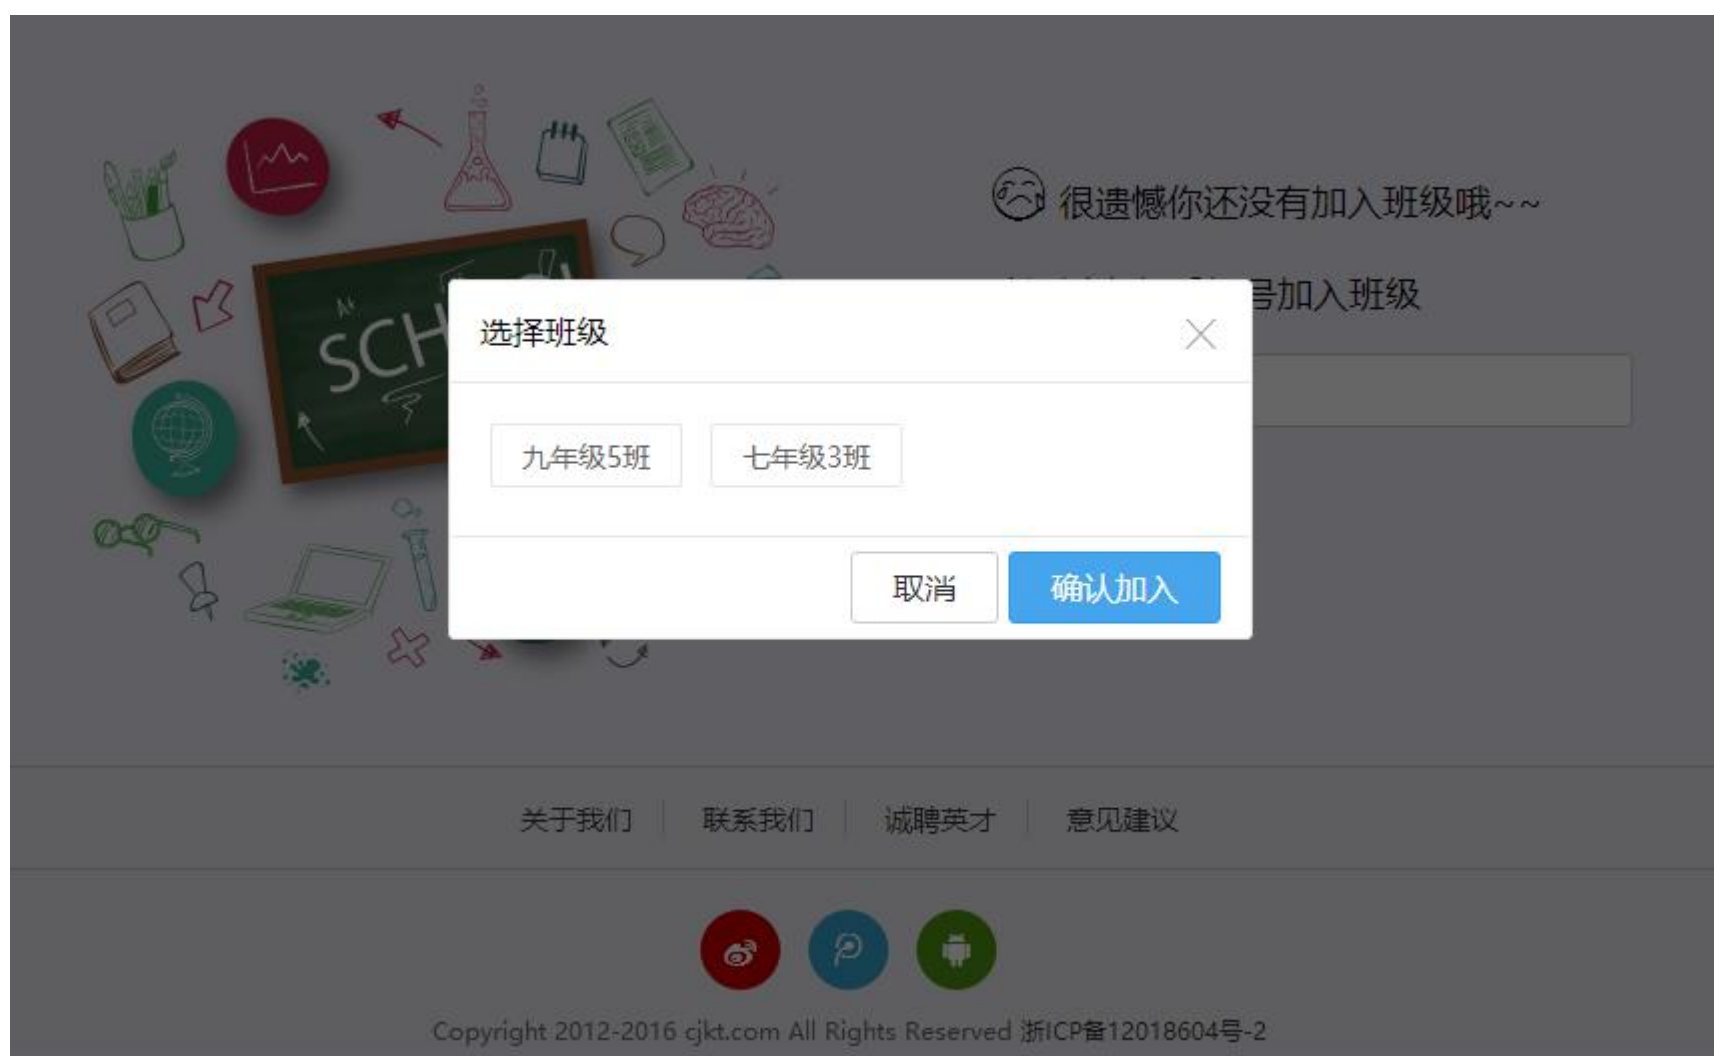 很遗憾你还没有加入班级哦~~
号加入班级
SCH
选择班级
九年级5班 七年级3班
取消 确认加入
关于我们 联系我们 诚聘英才 意见建议
Copyright 2012-2016 cjkt.com All Rights Reserved 浙ICP备12018604号-2